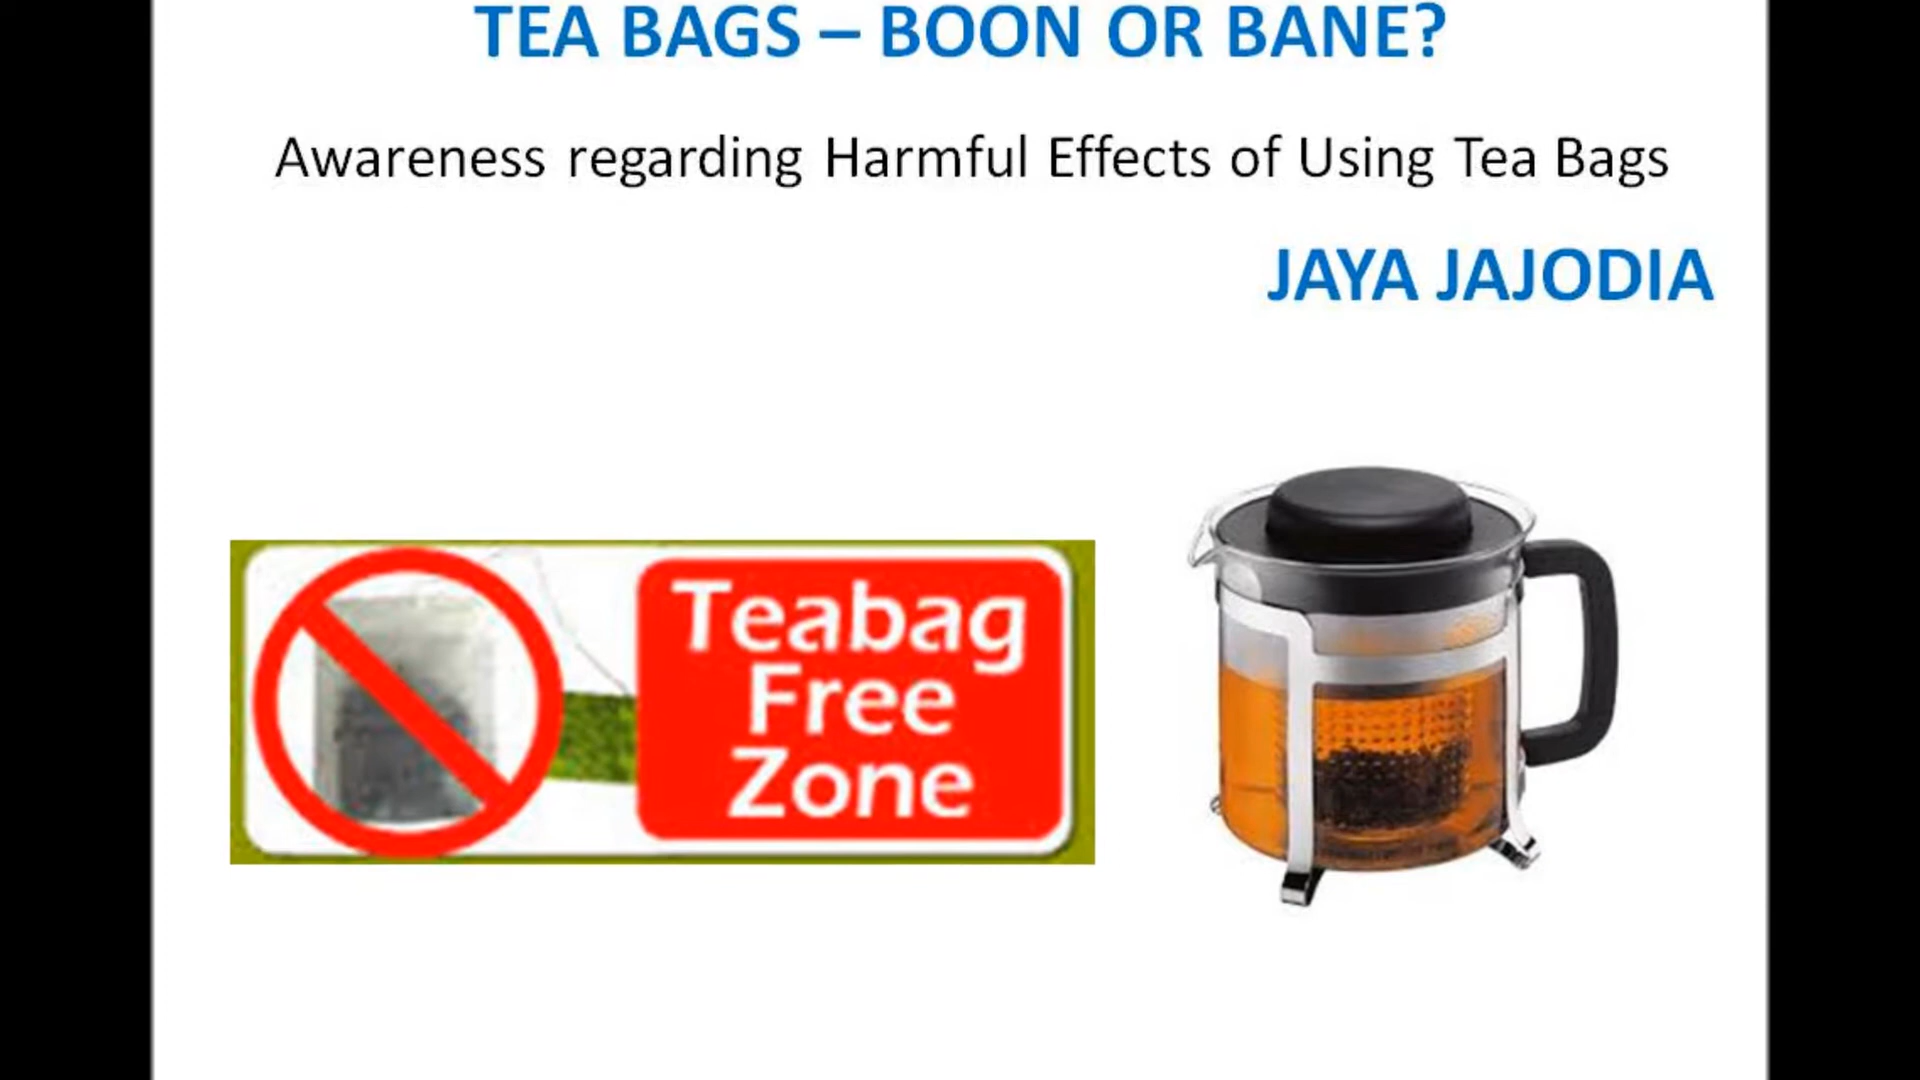 TEA BAGS – BOON OR BANE?
Awareness regarding Harmful Effects of Using Tea Bags
JAYA JAJODIA
Teabag
Free
Zone